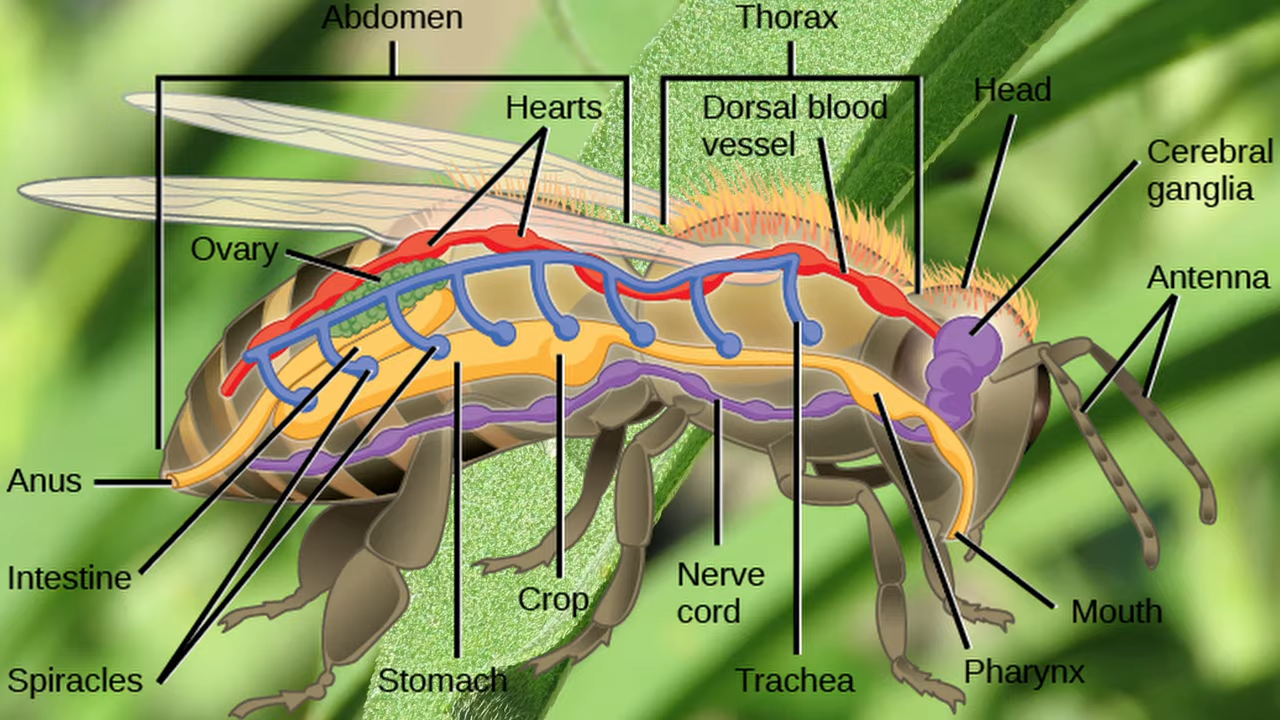 Abdomen
Thorax
Hearts
Dorsal blood
vessel
Head
Cerebral
ganglia
Ovary
Antenna
Anus
Intestine
Crop
Nerve
cord
Mouth
Spiracles
Stomach
Trachea
Pharynx